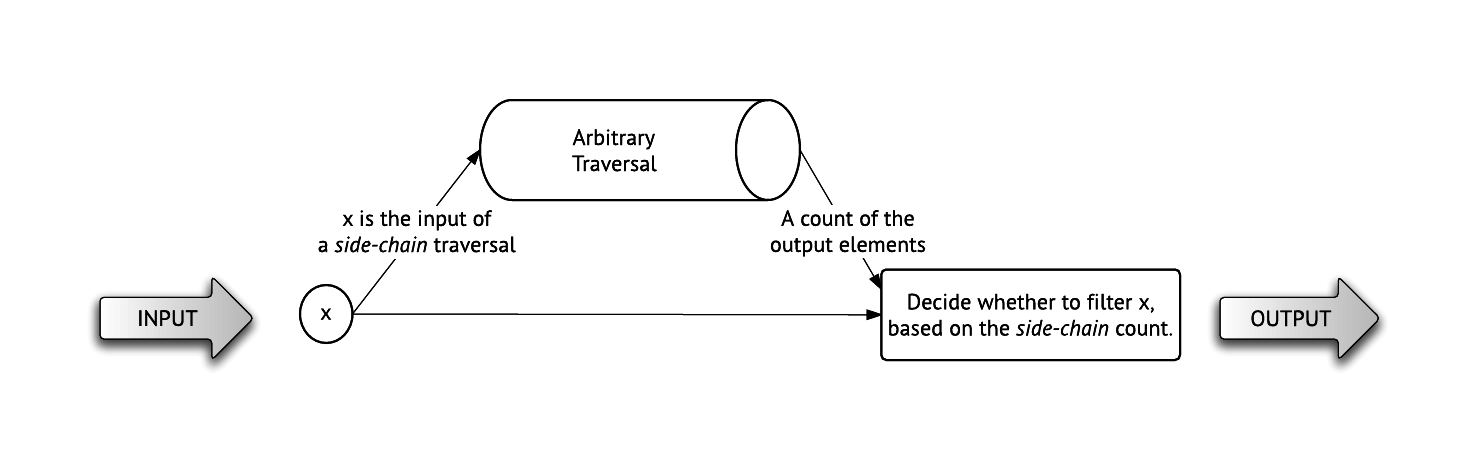 Arbitrary
Traversal
x is the input of
a side-chain traversal
A count of the
output elements
INPUT
x
Decide whether to filter x,
based on the side-chain count.
OUTPUT